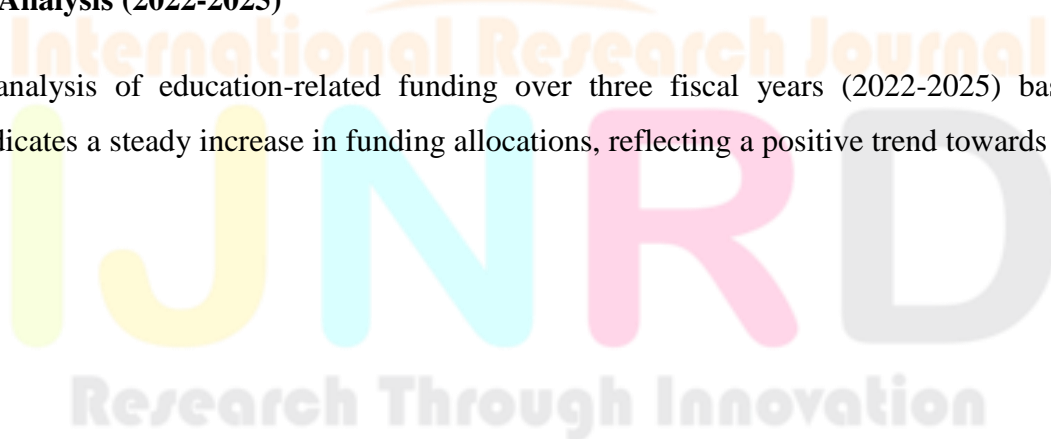 Analysis (2022-2025)
International Research Journal
analysis of education-related funding over three fiscal years (2022-2025) bas
dicates a steady increase in funding allocations, reflecting a positive trend towards
IJNRD
Research Through Innovation